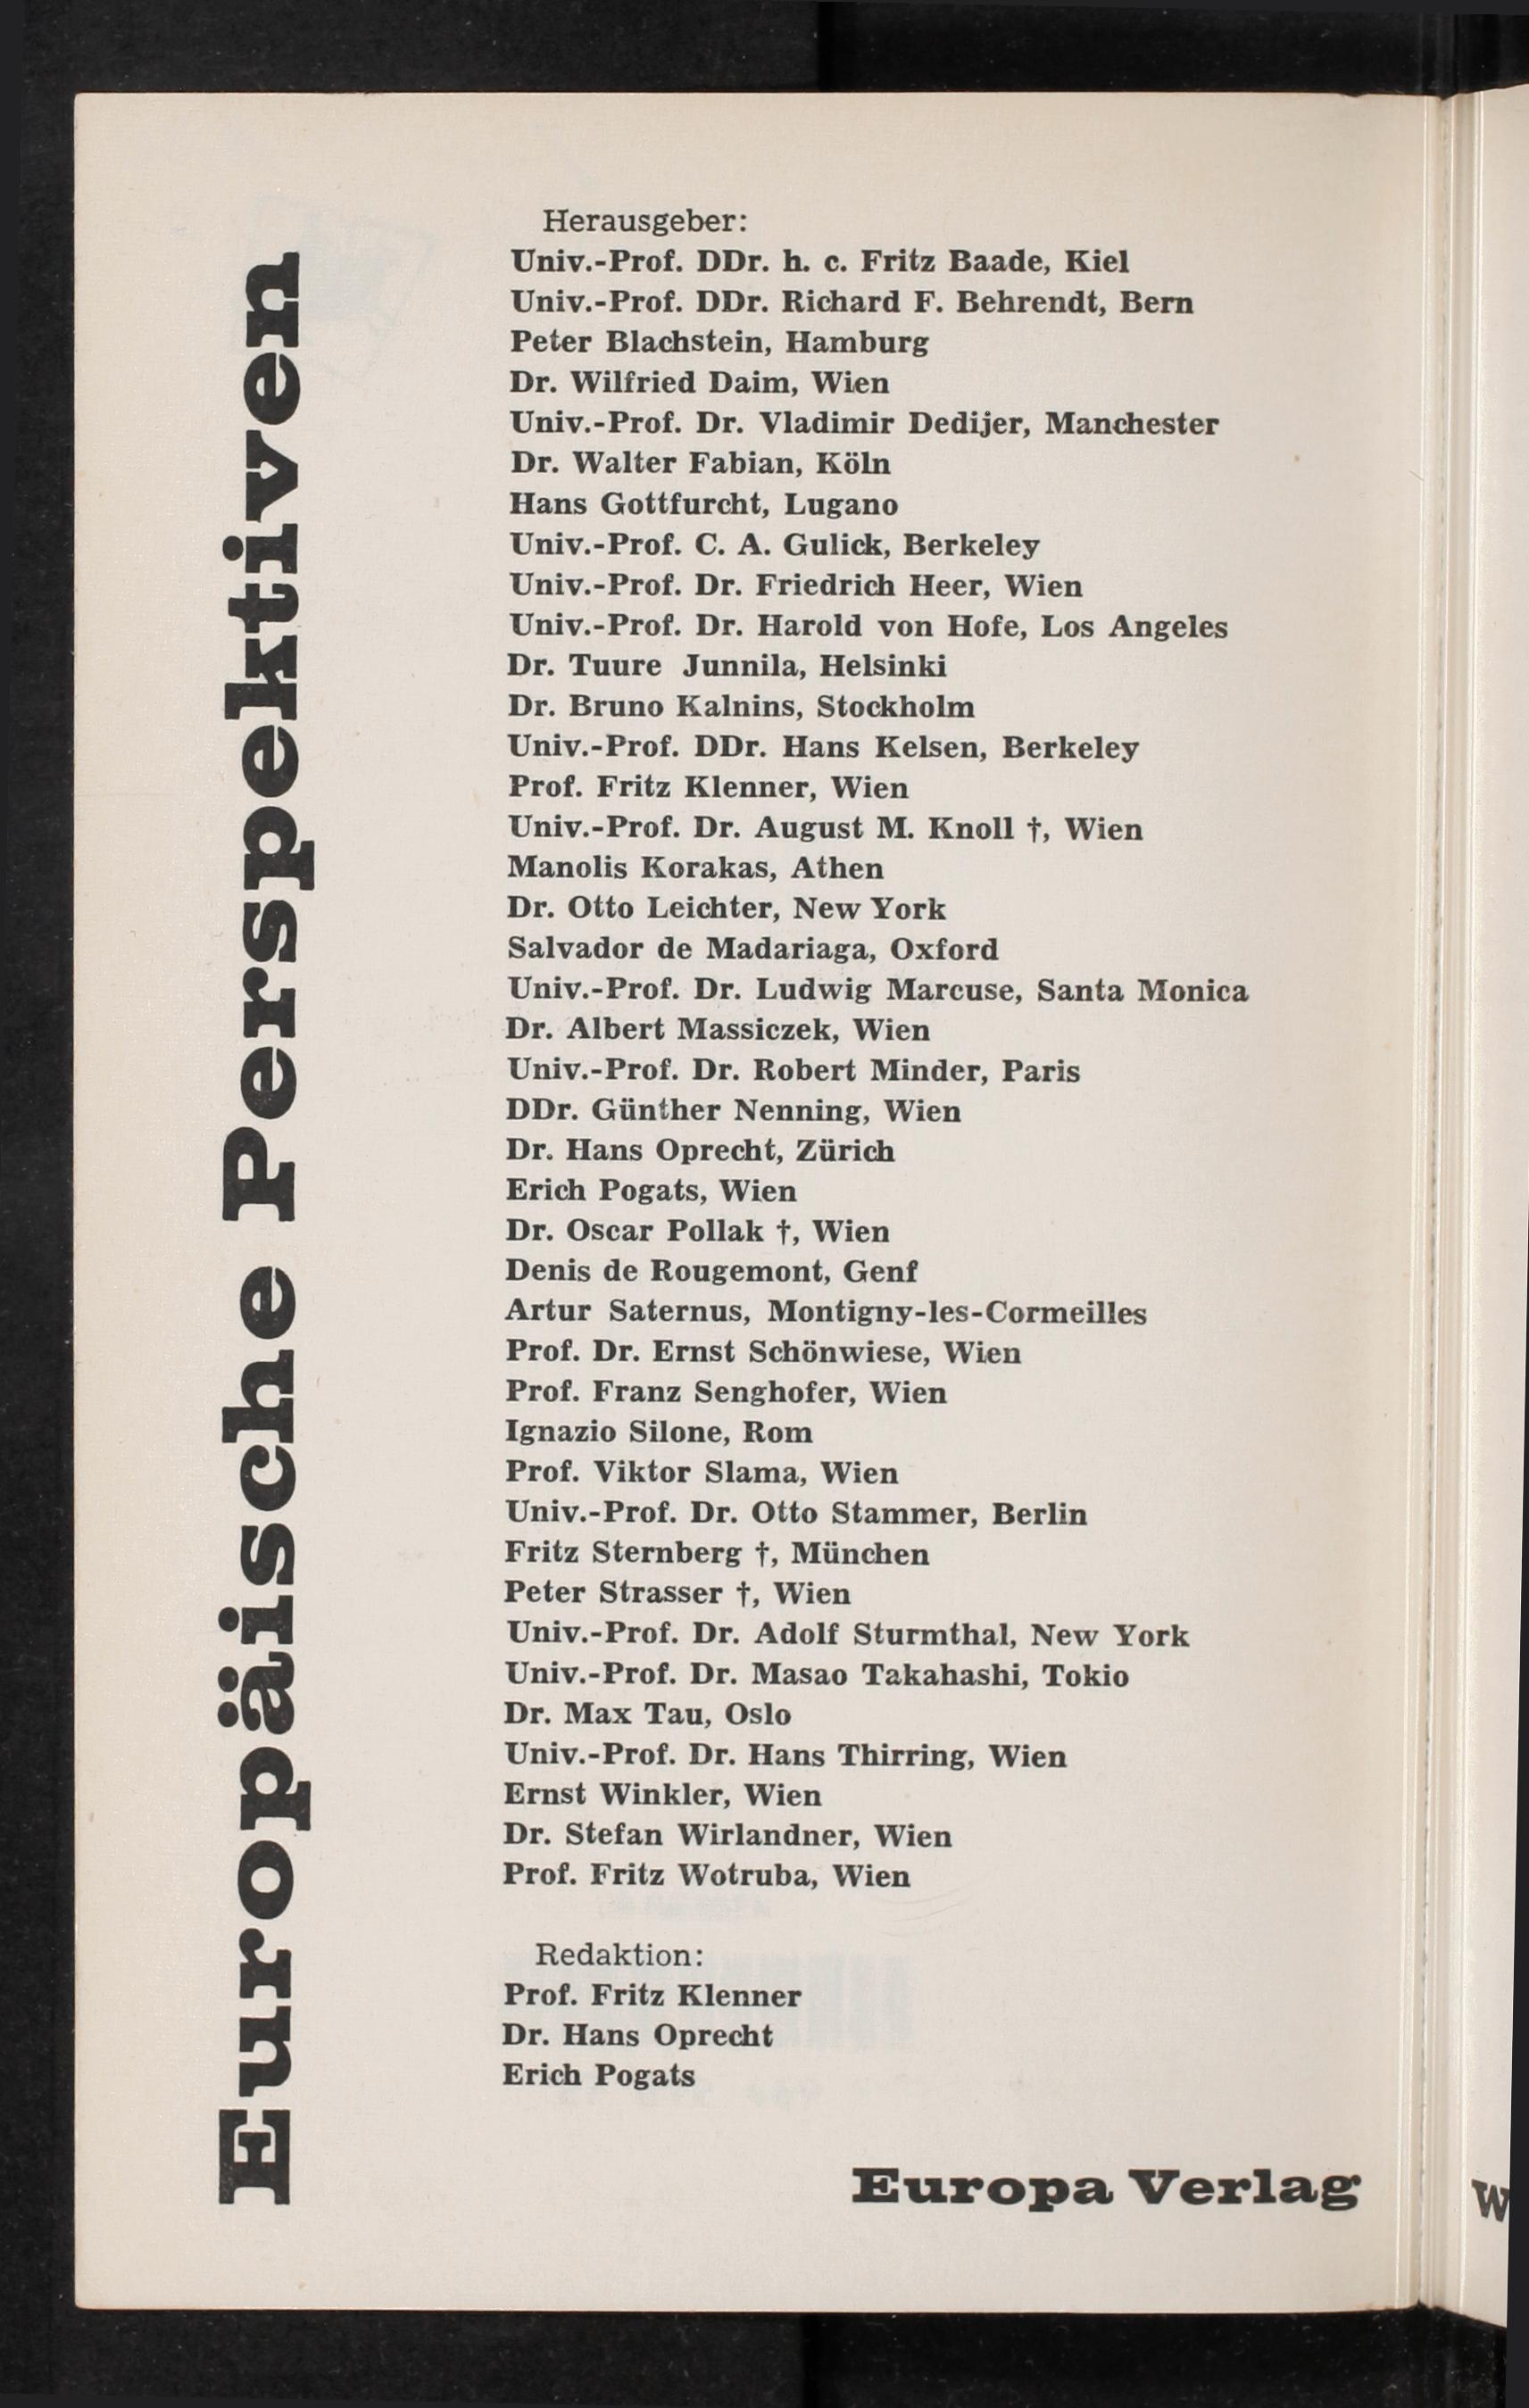 Europäische Perspektiven
Herausgeber:
Univ.-Prof. DDr. h. c. Fritz Baade, Kiel
Univ.-Prof. DDr. Richard F. Behrendt, Bern
Peter Blachstein, Hamburg
Dr. Wilfried Daim, Wien
Univ.-Prof. Dr. Vladimir Dedijer, Manchester
Dr. Walter Fabian, Köln
Hans Gottfurcht, Lugano
Univ.-Prof. C. A. Gulick, Berkeley
Univ.-Prof. Dr. Friedrich Heer, Wien
Univ.-Prof. Dr. Harold von Hofe, Los Angeles
Dr. Tuure Junnila, Helsinki
Dr. Bruno Kalnins, Stockholm
Univ.-Prof. DDr. Hans Kelsen, Berkeley
Prof. Fritz Klenner, Wien
Univ.-Prof. Dr. August M. Knoll †, Wien
Manolis Korakas, Athen
Dr. Otto Leichter, New York
Salvador de Madariaga, Oxford
Univ.-Prof. Dr. Ludwig Marcuse, Santa Monica
Dr. Albert Massiczek, Wien
Univ.-Prof. Dr. Robert Minder, Paris
DDr. Günther Nenning, Wien
Dr. Hans Oprecht, Zürich
Erich Pogats, Wien
Dr. Oscar Pollak †, Wien
Denis de Rougemont, Genf
Artur Saternus, Montigny-les-Cormeilles
Prof. Dr. Ernst Schönwiese, Wien
Prof. Franz Senghofer, Wien
Ignazio Silone, Rom
Prof. Viktor Slama, Wien
Univ.-Prof. Dr. Otto Stammer, Berlin
Fritz Sternberg †, München
Peter Strasser †, Wien
Univ.-Prof. Dr. Adolf Sturmthal, New York
Univ.-Prof. Dr. Masao Takahashi, Tokio
Dr. Max Tau, Oslo
Univ.-Prof. Dr. Hans Thirring, Wien
Ernst Winkler, Wien
Dr. Stefan Wirlandner, Wien
Prof. Fritz Wotruba, Wien
Redaktion:
Prof. Fritz Klenner
Dr. Hans Oprecht
Erich Pogats
Europa Verlag